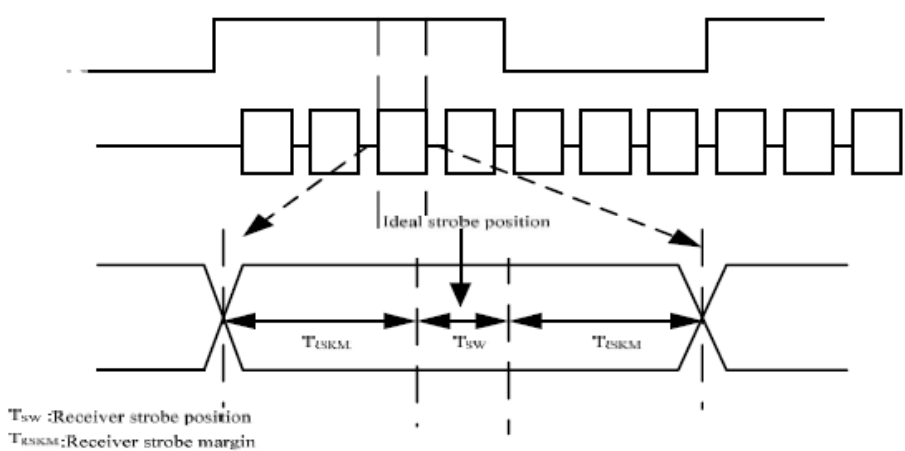 Ideal strobe position
TRSKM
TSW
TRSKM
TSW :Receiver strobe position
TRSKM:Receiver strobe margin